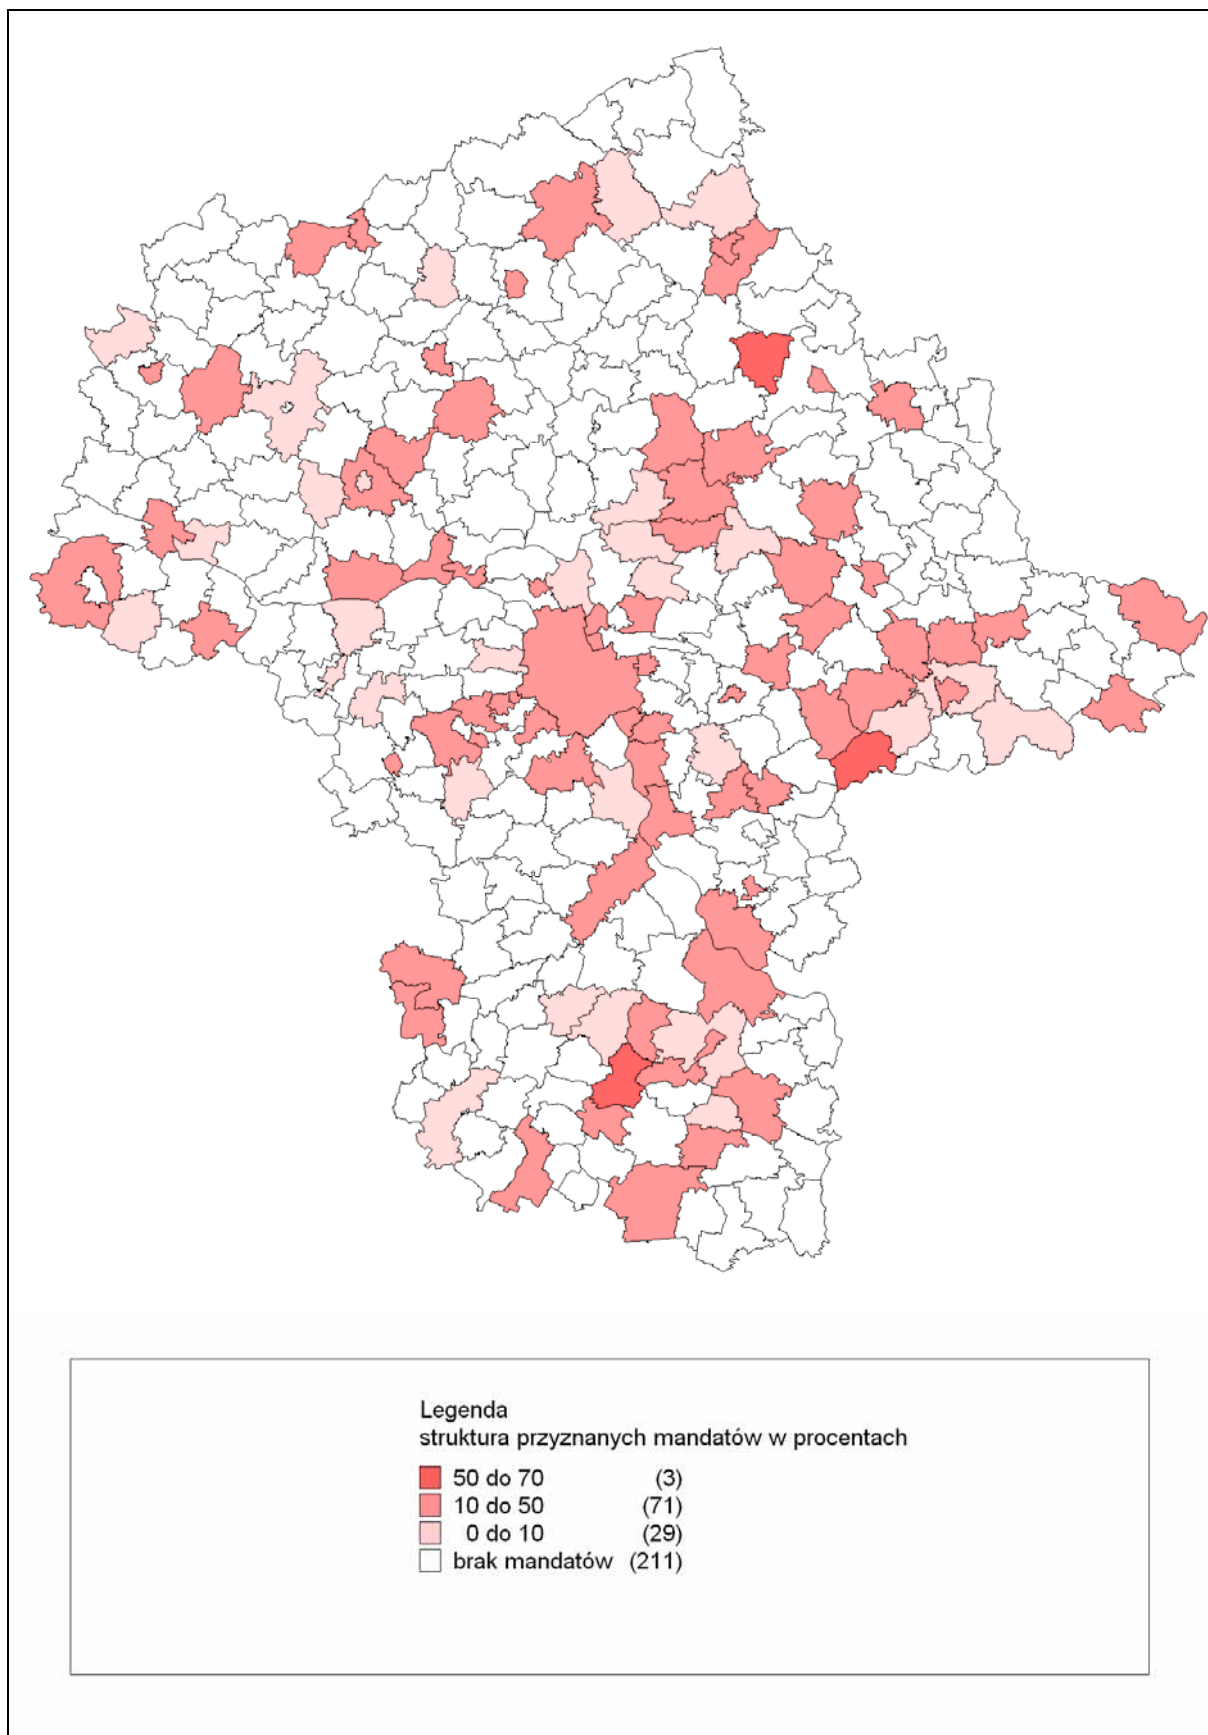 Legenda
struktura przyznanych mandatów w procentach
50 do 70 (3)
10 do 50 (71)
0 do 10 (29)
brak mandatów (211)